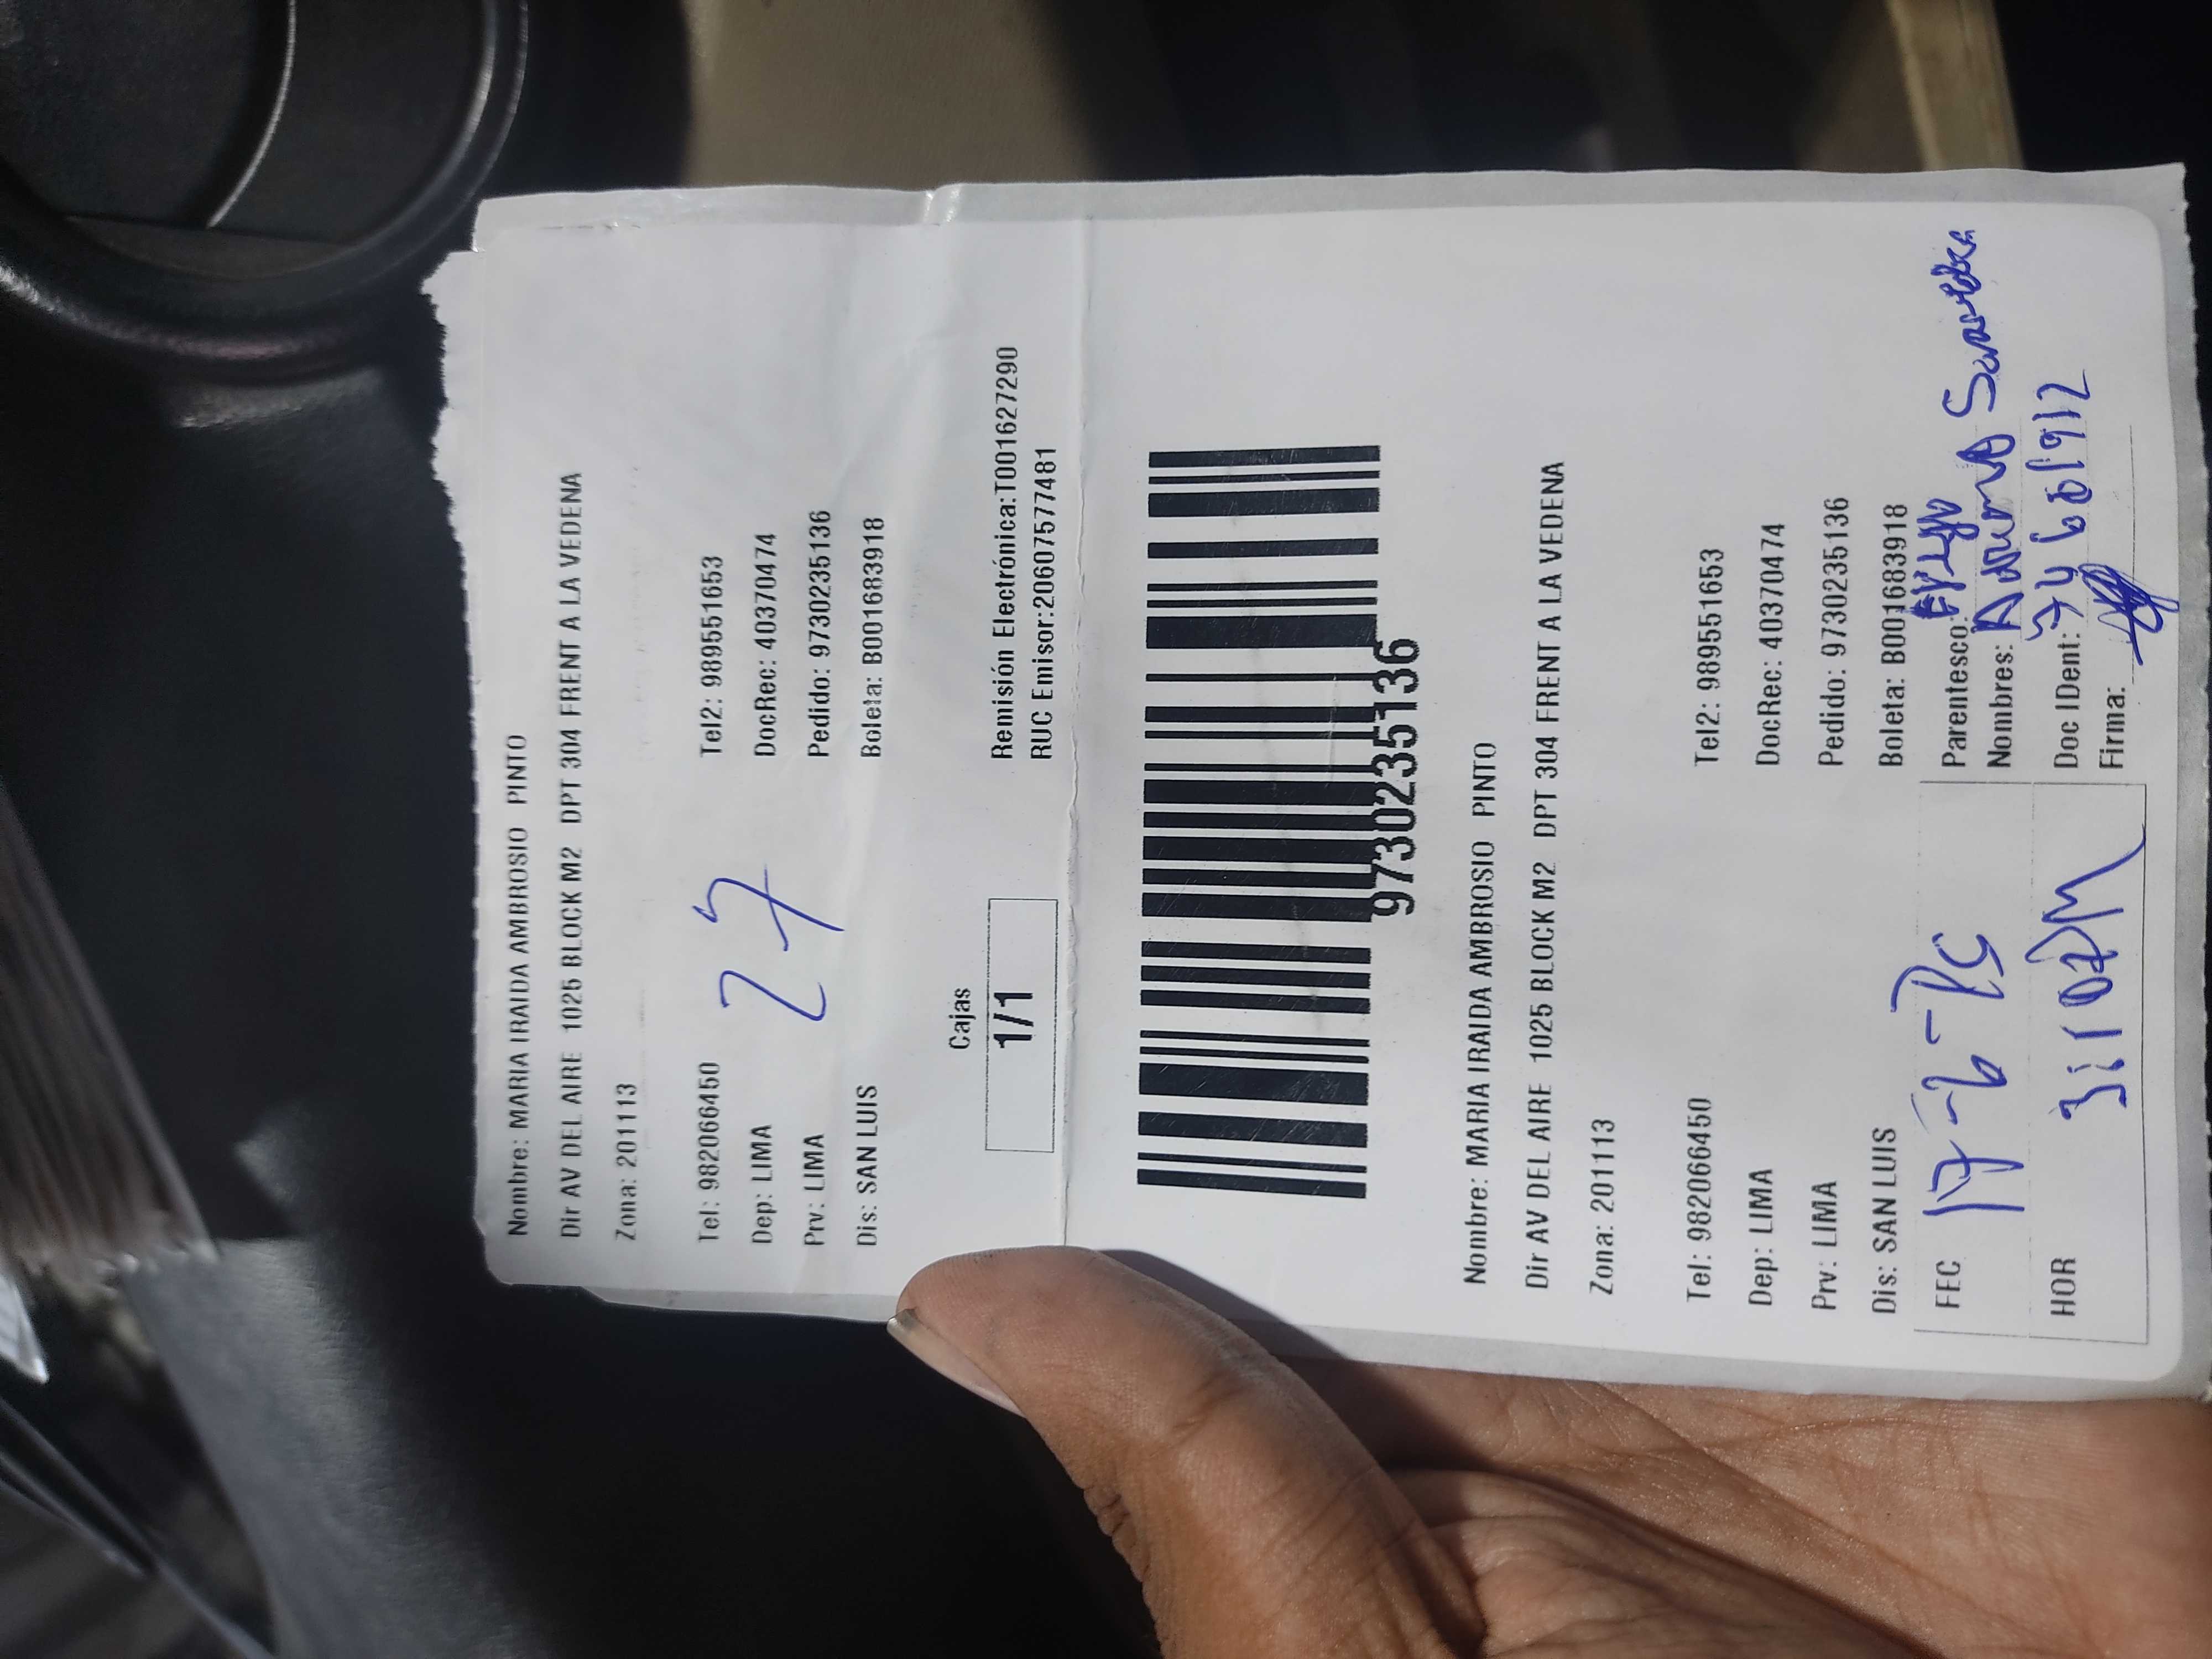 Nombre: MARIA IRAIDA AMBROSIO PINTO
Dir AV DEL AIRE 1025 BLOCK M2 DPT 304 FRENT A LA VEDENA
Zona: 201113
Tel: 982066450 Tel2: 989551653
Dep: LIMA DocRec: 40370474
Prv: LIMA Pedido: 9730235136
Dis: SAN LUIS Boleta: B001683918
27
Cajas
1/1
Remisión Electrónica:T001627290
RUC Emisor:20607577481
9730235136
Nombre: MARIA IRAIDA AMBROSIO PINTO
Dir AV DEL AIRE 1025 BLOCK M2 DPT 304 FRENT A LA VEDENA
Zona: 201113
Tel: 982066450 Tel2: 989551653
Dep: LIMA DocRec: 40370474
Prv: LIMA Pedido: 9730235136
Dis: SAN LUIS Boleta: B001683918
FEC 17-6-25 Parentesco:
Nombres:
HOR Doc IDent:
Firma: